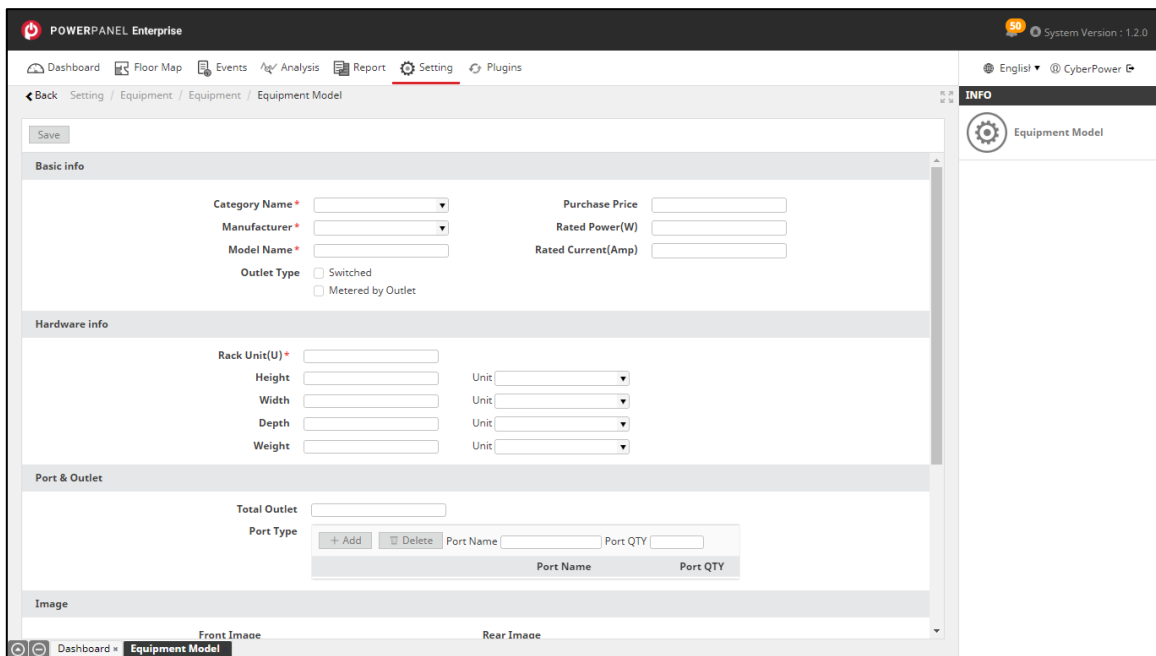 POWERPANEL Enterprise
50
System Version : 1.2.0
Dashboard Floor Map Events Analysis Report Setting Plugins
English CyberPower
Back Setting / Equipment / Equipment / Equipment Model
INFO
Equipment Model
Save
Basic info
Category Name* Purchase Price
Manufacturer* Rated Power(W)
Model Name* Rated Current(Amp)
Outlet Type Switched
Metered by Outlet
Hardware info
Rack Unit(U)*
Height Unit
Width Unit
Depth Unit
Weight Unit
Port & Outlet
Total Outlet
Port Type
+ Add Delete Port Name Port QTY
Port Name Port QTY
Image
Front Image Rear Image
Dashboard × Equipment Model